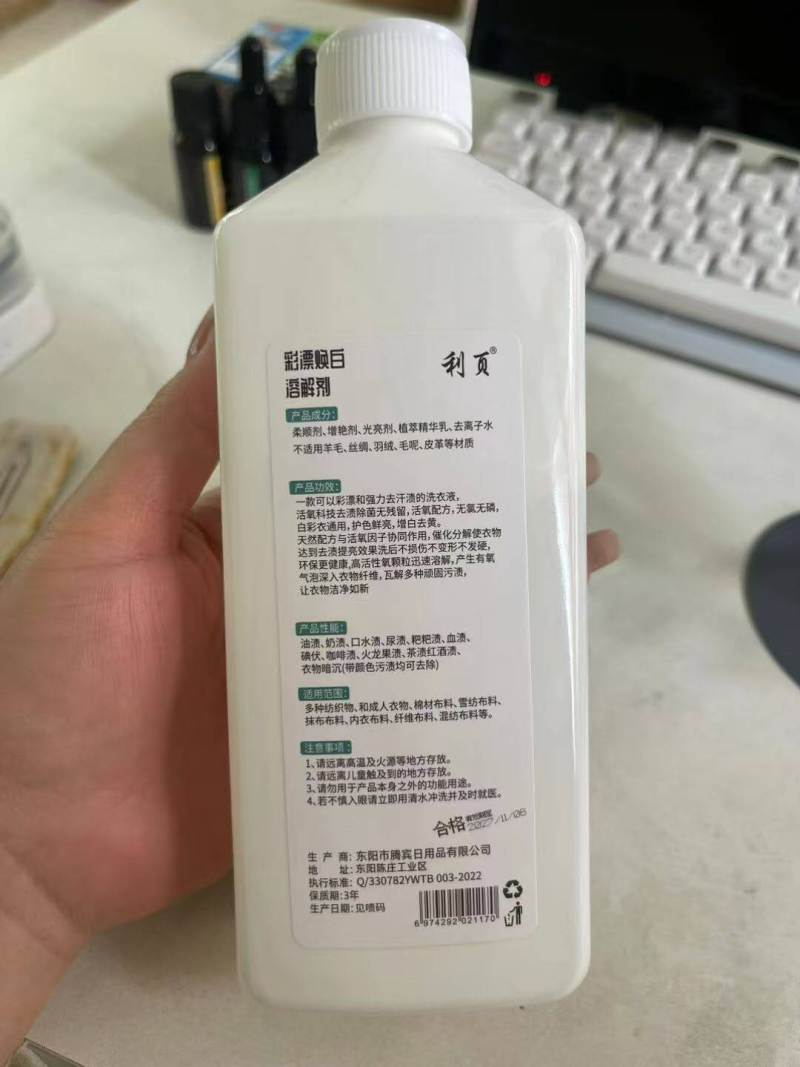 彩漂焕白
溶解剂
利页®
产品成分:
柔顺剂、增艳剂、光亮剂、植萃精华乳、去离子水
不适用羊毛、丝绸、羽绒、毛呢、皮革等材质
产品功效:
一款可以彩漂和强力去汗渍的洗衣液,
活氧科技去渍除菌无残留,活氧配方,无氯无磷,
白彩衣通用,护色鲜亮,增白去黄。
天然配方与活氧因子协同作用,催化分解使衣物
达到去渍提亮效果洗后不损伤不变形不发硬,
环保更健康,高活性氧颗粒迅速溶解,产生有氧
气泡深入衣物纤维,瓦解多种顽固污渍,
让衣物洁净如新
产品性能:
油渍、奶渍、口水渍、尿渍、粑粑渍、血渍、
碘伏、咖啡渍、火龙果渍、茶渍红酒渍、
衣物暗沉(带颜色污渍均可去除)
适用范围:
多种纺织物、和成人衣物、棉材布料、雪纺布料、
抹布布料、内衣布料、纤维布料、混纺布料等。
注意事项:
1、请远离高温及火源等地方存放。
2、请远离儿童触及到的地方存放。
3、请勿用于产品本身之外的功能用途。
4、若不慎入眼请立即用清水冲洗并及时就医。
合格 2027/11/06
生 产 商: 东阳市腾宾日用品有限公司
地 址: 东阳陈庄工业区
执行标准: Q/330782YWTB 003-2022
保质期:3年
生产日期:见喷码
6 974292 021170